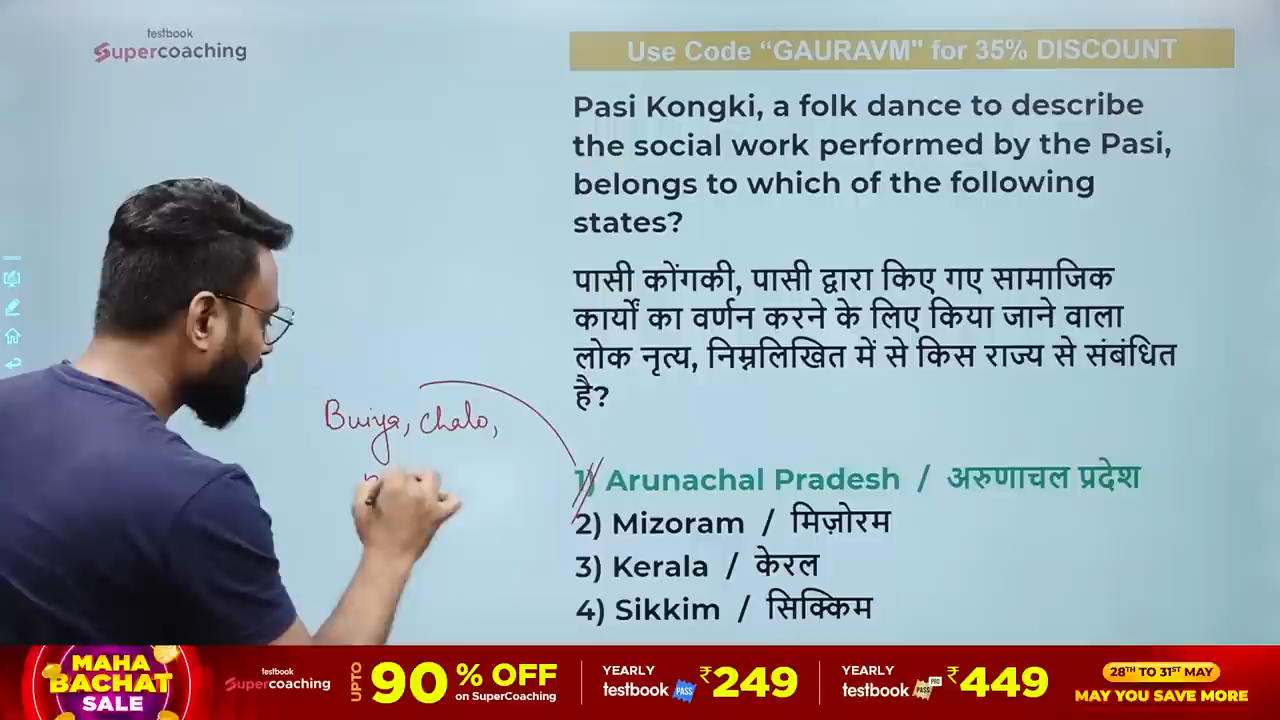 testbook
Supercoaching
Use Code “GAURAVM" for 35% DISCOUNT
Pasi Kongki, a folk dance to describe
the social work performed by the Pasi,
belongs to which of the following
states?
पासी कोंगकी, पासी द्वारा किए गए सामाजिक
कार्यों का वर्णन करने के लिए किया जाने वाला
लोक नृत्य, निम्नलिखित में से किस राज्य से संबंधित
है?
Buiya, chalo,
1) Arunachal Pradesh / अरुणाचल प्रदेश
2) Mizoram / मिज़ोरम
3) Kerala / केरल
4) Sikkim / सिक्किम
MAHA
BACHAT
SALE
testbook
Supercoaching
UPTO
90% OFF
on SuperCoaching
YEARLY
testbook PASS
₹249
YEARLY
testbook PASS PRO
₹449
28TH TO 31ST MAY
MAY YOU SAVE MORE